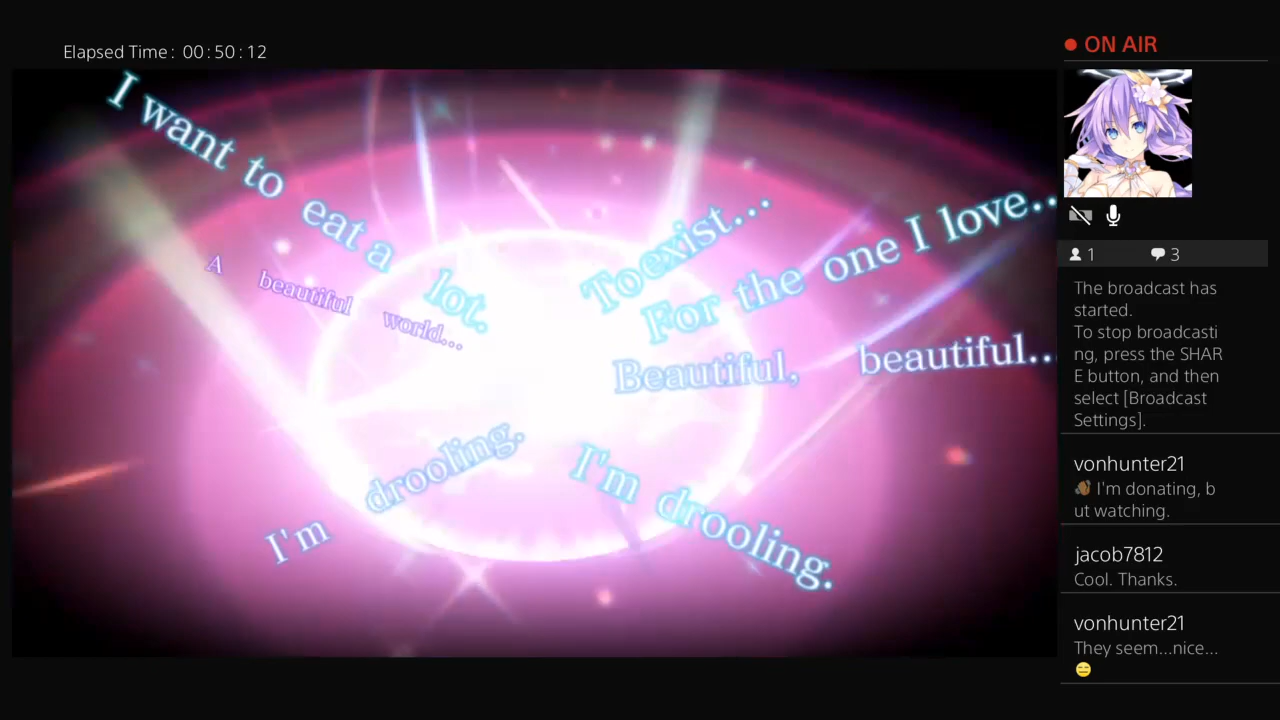 Elapsed Time: 00:50:12
ON AIR
I want to eat a lot.
A beautiful world...
To exist...
For the one I love...
Beautiful, beautiful...
I'm drooling.
I'm drooling.
1 3
The broadcast has
started.
To stop broadcasti
ng, press the SHAR
E button, and then
select [Broadcast
Settings].
vonhunter21
👏🏾 I'm donating, b
ut watching.
jacob7812
Cool. Thanks.
vonhunter21
They seem...nice...
😑